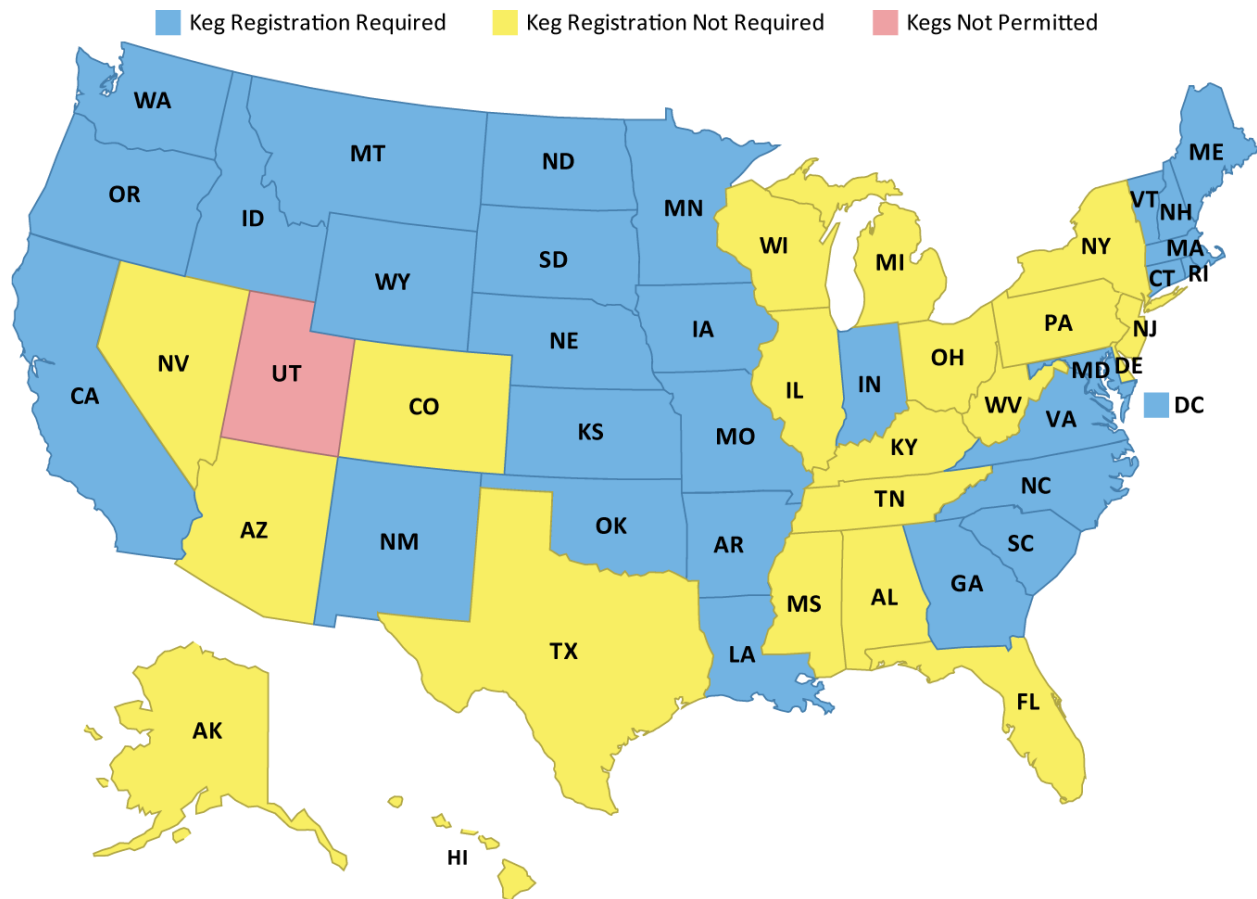 Keg Registration Required Keg Registration Not Required Kegs Not Permitted
WA
MT
ND
MN
ME
OR
ID
SD
WI
MI
NY
VT
NH
MA
WY
CT
RI
NE
IA
PA
NJ
NV
UT
CO
IL
IN
OH
MD
DE
CA
KS
MO
WV
VA
DC
KY
AZ
NM
OK
AR
TN
NC
SC
MS
AL
GA
TX
LA
FL
AK
HI